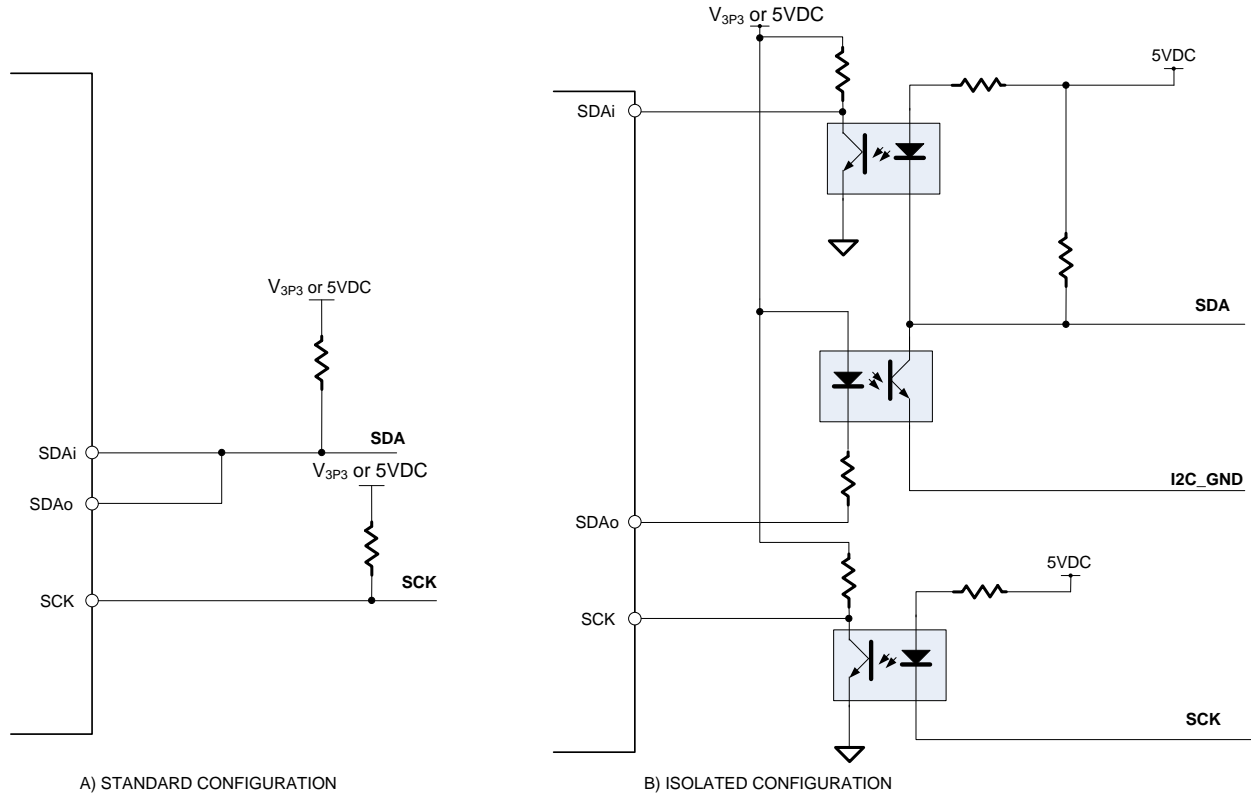 V3P3 or 5VDC
SDA
SDAi
V3P3 or 5VDC
SDAo
SCK
SCK
A) STANDARD CONFIGURATION
V3P3 or 5VDC
5VDC
SDAi
SDA
I2C_GND
SDAo
5VDC
SCK
SCK
B) ISOLATED CONFIGURATION